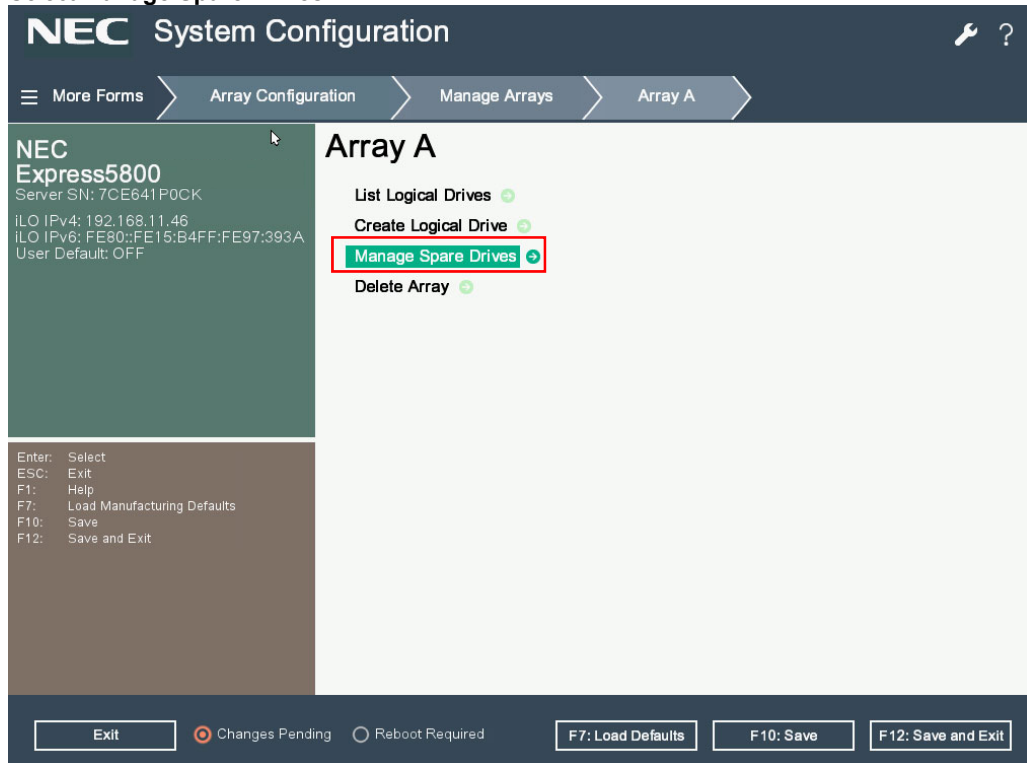 NEC System Configuration
?
More Forms
Array Configuration
Manage Arrays
Array A
NEC
Express5800
Server SN: 7CE641P0CK
iLO IPv4: 192.168.11.46
iLO IPv6: FE80::FE15:B4FF:FE97:393A
User Default: OFF
Array A
List Logical Drives
Create Logical Drive
Manage Spare Drives
Delete Array
Enter: Select
ESC: Exit
F1: Help
F7: Load Manufacturing Defaults
F10: Save
F12: Save and Exit
Exit
Changes Pending
Reboot Required
F7: Load Defaults
F10: Save
F12: Save and Exit